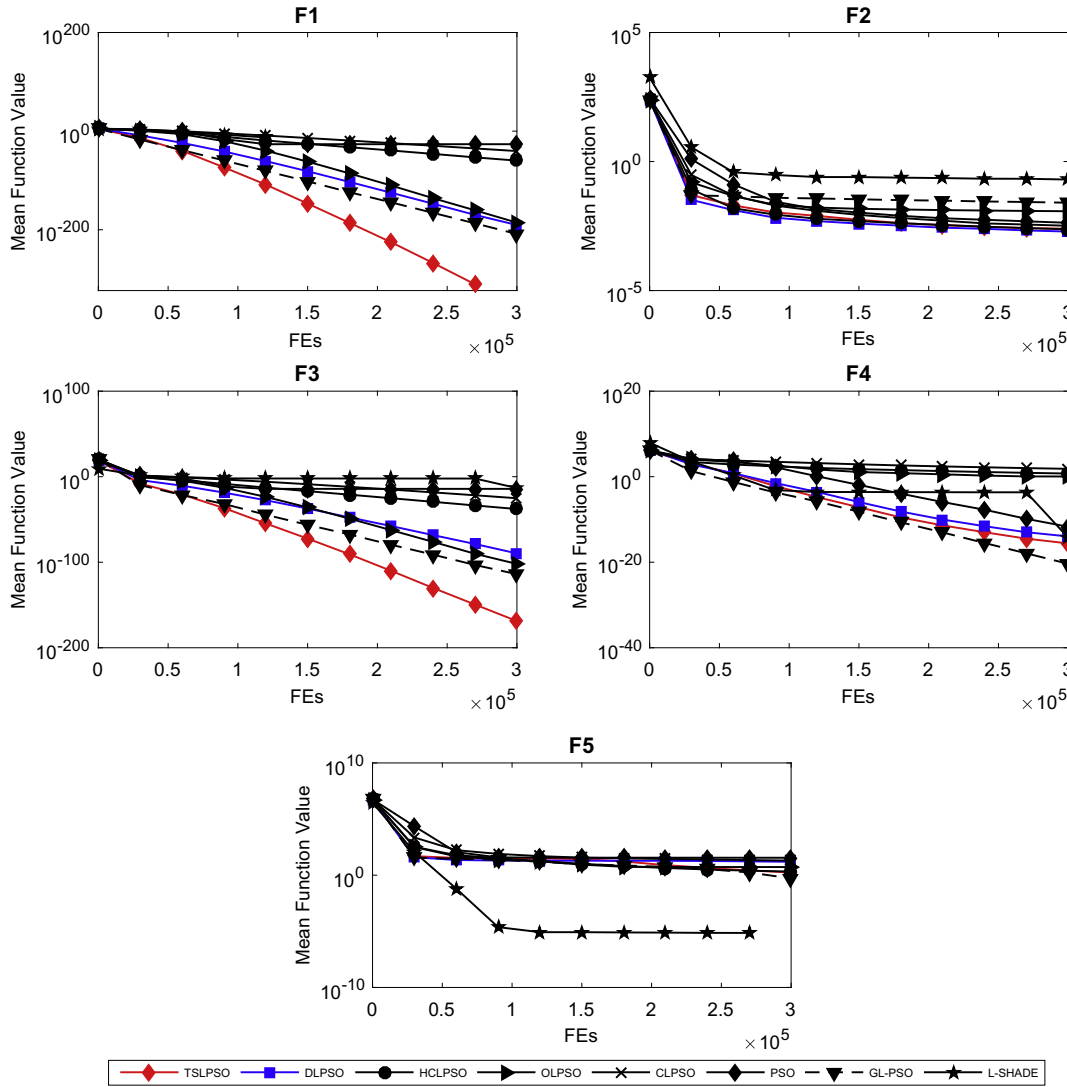 F1
F2
Mean Function Value
10^200
10^0
10^-200
0 0.5 1 1.5 2 2.5 3
FEs
× 10^5
Mean Function Value
10^5
10^0
10^-5
0 0.5 1 1.5 2 2.5 3
FEs
× 10^5
F3
F4
Mean Function Value
10^100
10^0
10^-100
10^-200
0 0.5 1 1.5 2 2.5 3
FEs
× 10^5
Mean Function Value
10^20
10^0
10^-20
10^-40
0 0.5 1 1.5 2 2.5 3
FEs
× 10^5
F5
Mean Function Value
10^10
10^0
10^-10
0 0.5 1 1.5 2 2.5 3
FEs
× 10^5
TSLPSO DLPSO HCLPSO OLPSO CLPSO PSO GL-PSO L-SHADE